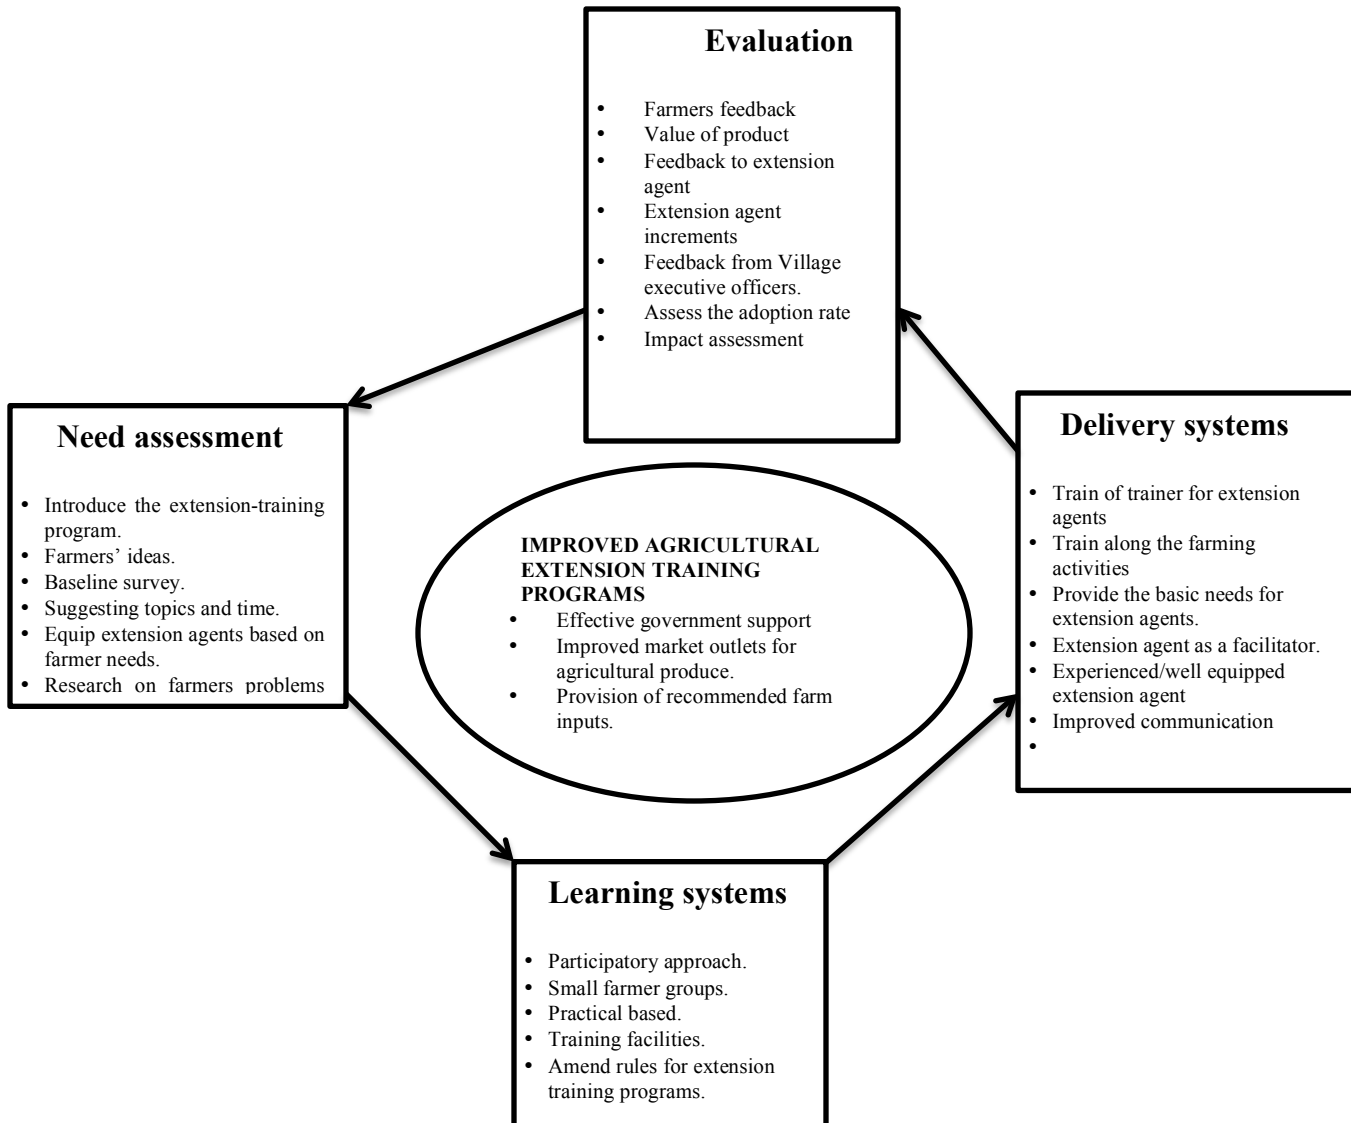 Evaluation
• Farmers feedback
• Value of product
• Feedback to extension
agent
• Extension agent
increments
• Feedback from Village
executive officers.
• Assess the adoption rate
• Impact assessment
Need assessment
• Introduce the extension-training
program.
• Farmers’ ideas.
• Baseline survey.
• Suggesting topics and time.
• Equip extension agents based on
farmer needs.
• Research on farmers problems
IMPROVED AGRICULTURAL
EXTENSION TRAINING
PROGRAMS
• Effective government support
• Improved market outlets for
agricultural produce.
• Provision of recommended farm
inputs.
Delivery systems
• Train of trainer for extension
agents
• Train along the farming
activities
• Provide the basic needs for
extension agents.
• Extension agent as a facilitator.
• Experienced/well equipped
extension agent
• Improved communication
•
Learning systems
• Participatory approach.
• Small farmer groups.
• Practical based.
• Training facilities.
• Amend rules for extension
training programs.